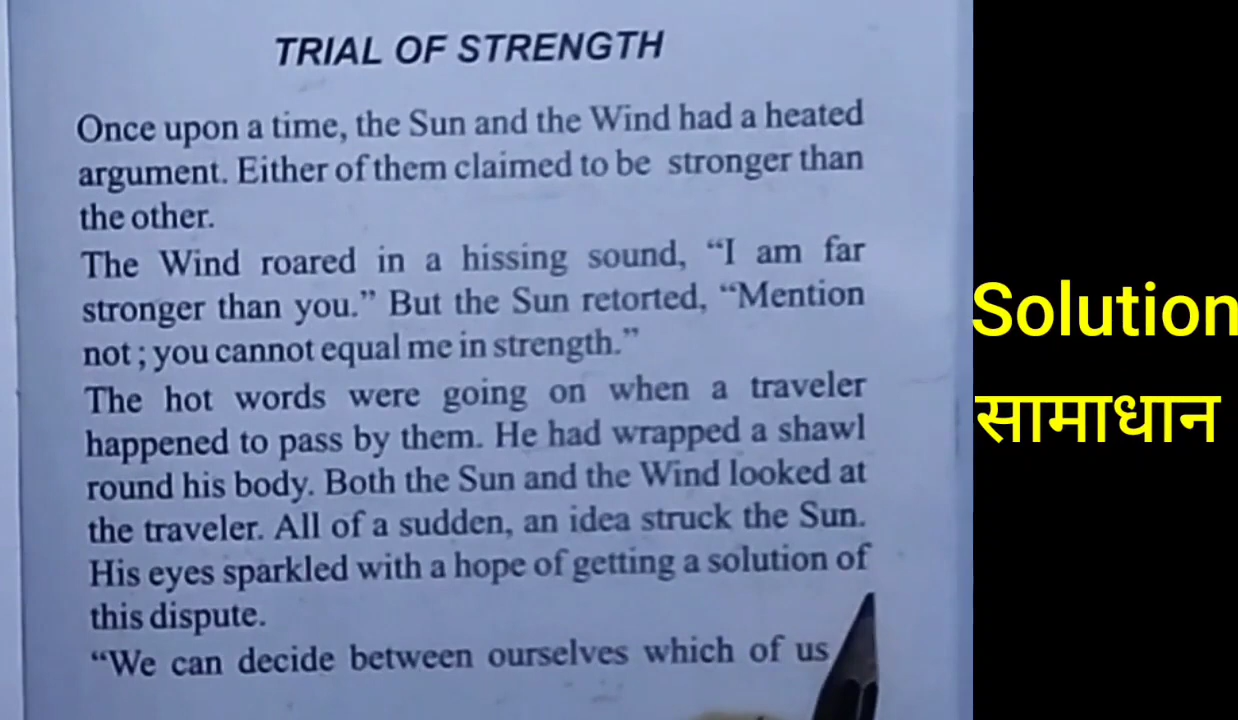 TRIAL OF STRENGTH
Once upon a time, the Sun and the Wind had a heated
argument. Either of them claimed to be stronger than
the other.
The Wind roared in a hissing sound, “I am far
stronger than you.” But the Sun retorted, “Mention
not ; you cannot equal me in strength.”
The hot words were going on when a traveler
happened to pass by them. He had wrapped a shawl
round his body. Both the Sun and the Wind looked at
the traveler. All of a sudden, an idea struck the Sun.
His eyes sparkled with a hope of getting a solution of
this dispute.
“We can decide between ourselves which of us
Solution
सामाधान